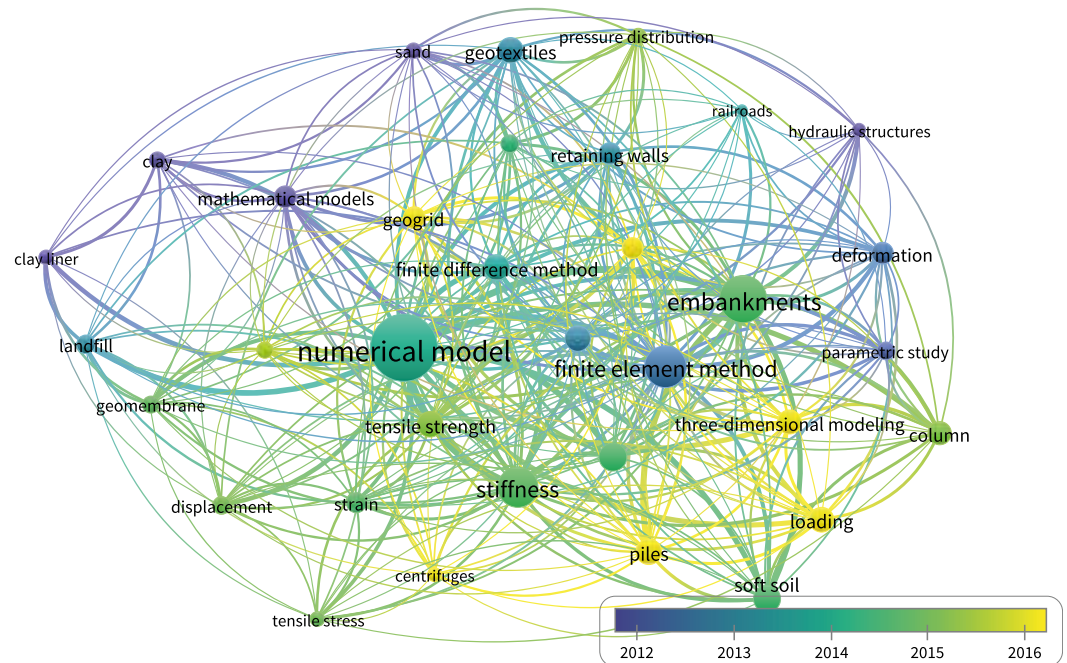 sand
geotextiles
pressure distribution
railroads
hydraulic structures
clay
retaining walls
mathematical models
geogrid
clay liner
finite difference method
deformation
embankments
landfill
numerical model
finite element method
parametric study
geomembrane
tensile strength
three-dimensional modeling
column
stiffness
displacement
strain
loading
piles
centrifuges
soft soil
tensile stress
2012 2013 2014 2015 2016